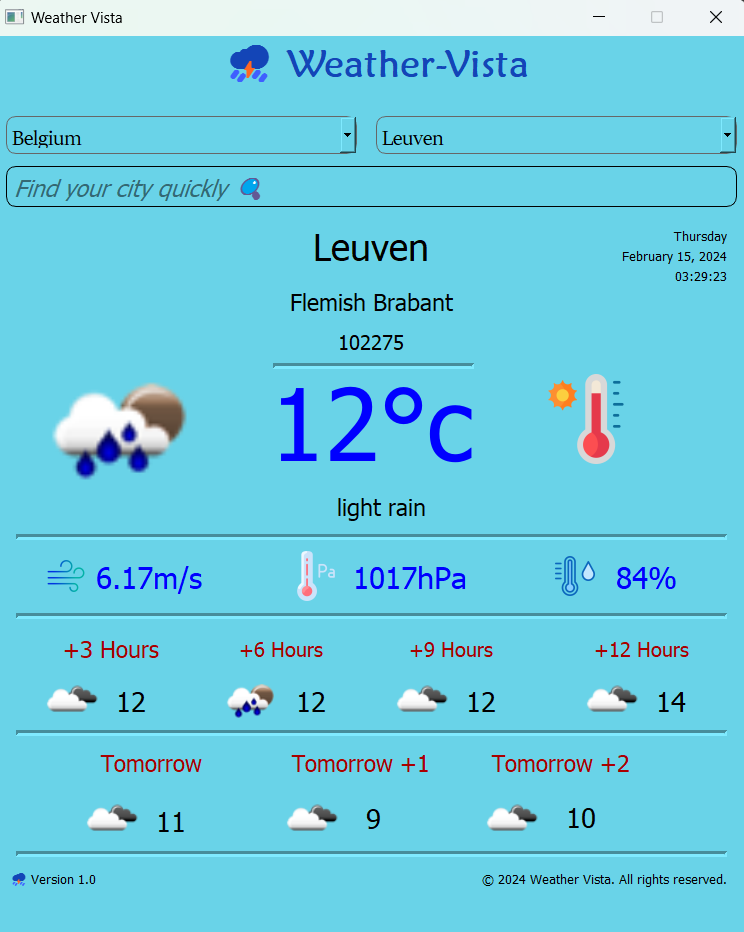 Weather Vista
Weather-Vista
Belgium Leuven
Find your city quickly
Leuven
Thursday
February 15, 2024
03:29:23
Flemish Brabant
102275
12°c
light rain
6.17m/s Pa 1017hPa 84%
+3 Hours +6 Hours +9 Hours +12 Hours
12 12 12 14
Tomorrow Tomorrow +1 Tomorrow +2
11 9 10
Version 1.0 © 2024 Weather Vista. All rights reserved.